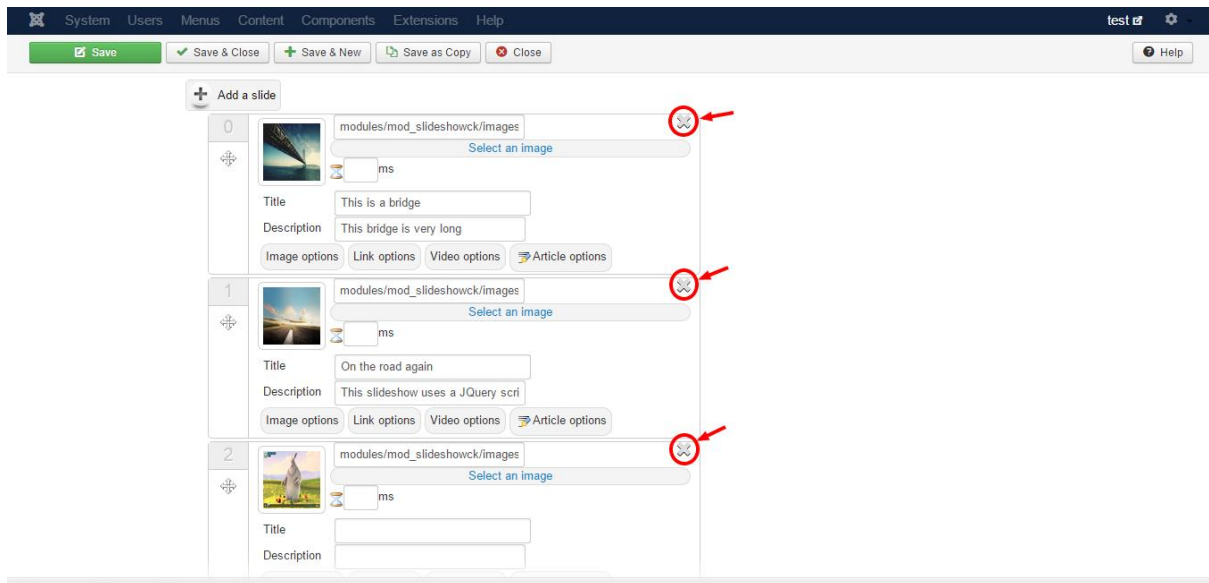 System Users Menus Content Components Extensions Help test
Save Save & Close Save & New Save as Copy Close Help
Add a slide
0 modules/mod_slideshowck/images
Select an image
ms
Title This is a bridge
Description This bridge is very long
Image options Link options Video options Article options
1 modules/mod_slideshowck/images
Select an image
ms
Title On the road again
Description This slideshow uses a JQuery scri
Image options Link options Video options Article options
2 modules/mod_slideshowck/images
Select an image
ms
Title
Description